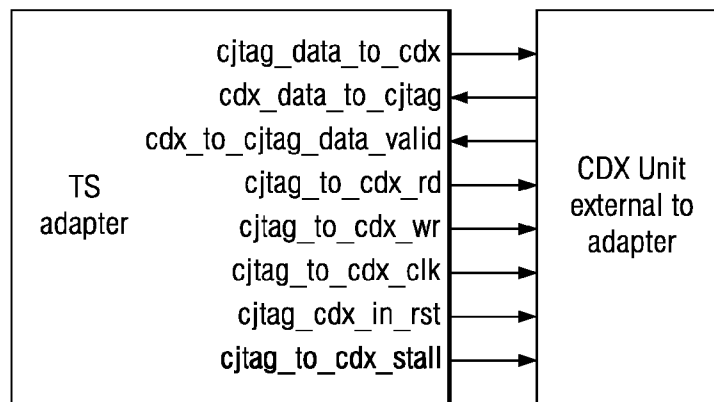 TS
adapter
cjtag_data_to_cdx
cdx_data_to_cjtag
cdx_to_cjtag_data_valid
cjtag_to_cdx_rd
cjtag_to_cdx_wr
cjtag_to_cdx_clk
cjtag_cdx_in_rst
cjtag_to_cdx_stall
CDX Unit
external to
adapter